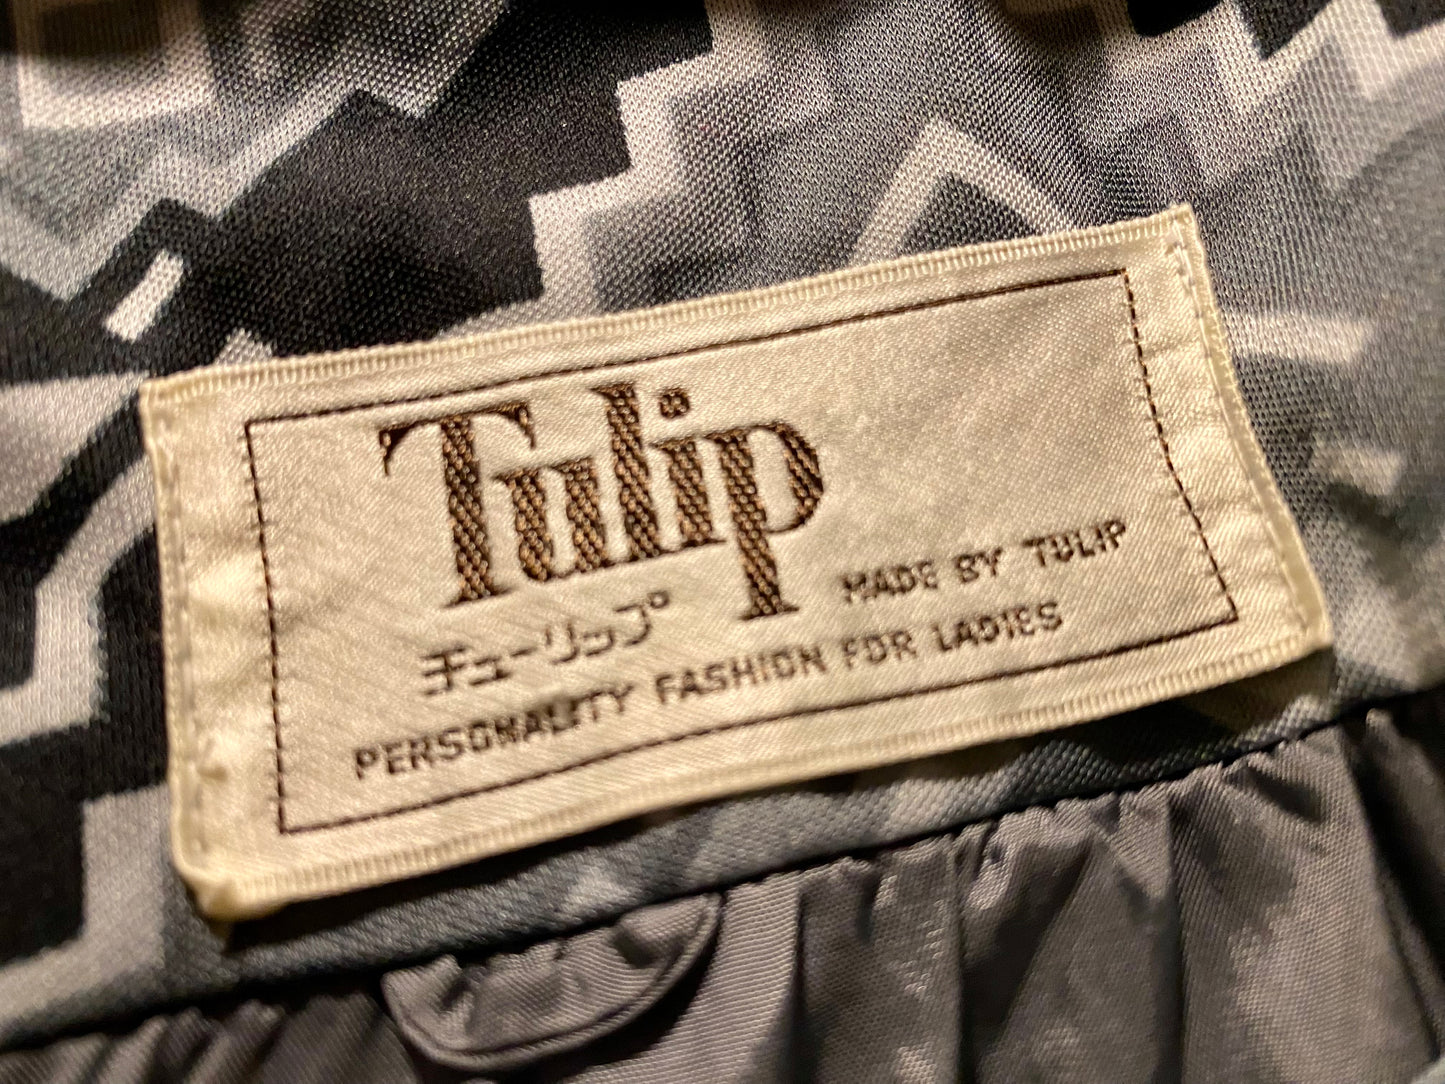 Tulip
チューリップ
MADE BY TULIP
PERSONALITY FASHION FOR LADIES